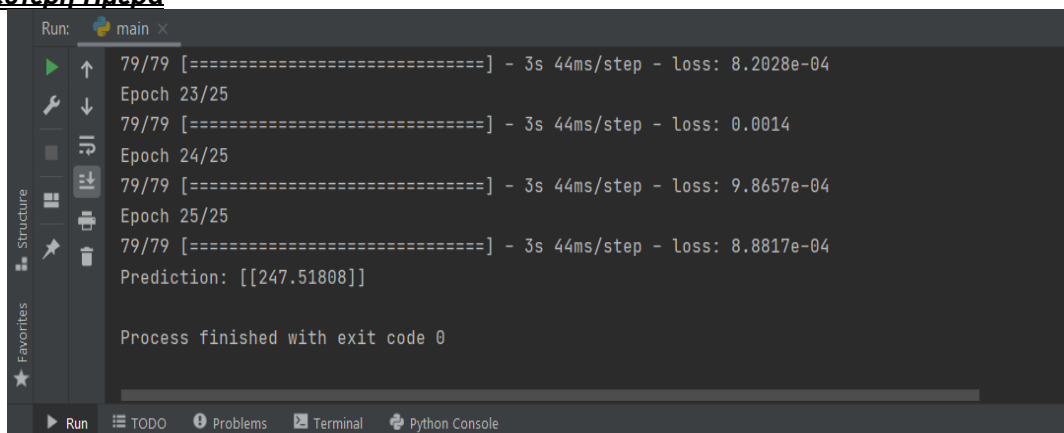 Run: main ×
79/79 [==============================] - 3s 44ms/step - loss: 8.2028e-04
Epoch 23/25
79/79 [==============================] - 3s 44ms/step - loss: 0.0014
Epoch 24/25
79/79 [==============================] - 3s 44ms/step - loss: 9.8657e-04
Epoch 25/25
79/79 [==============================] - 3s 44ms/step - loss: 8.8817e-04
Prediction: [[247.51808]]
Process finished with exit code 0
Structure
Favorites
Run TODO Problems Terminal Python Console